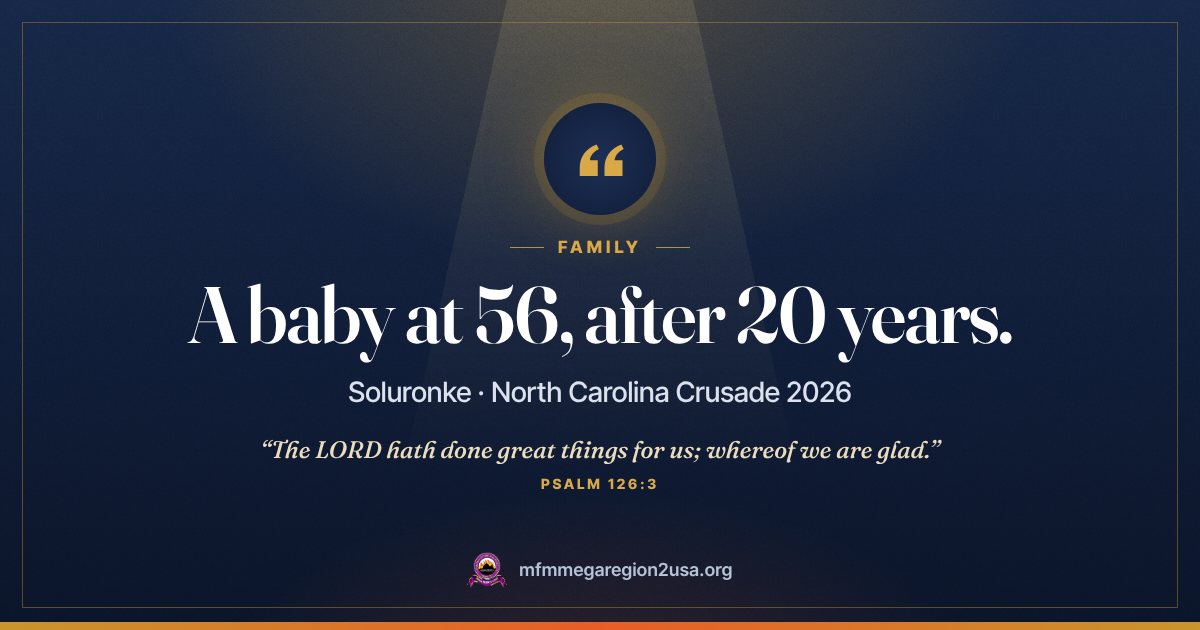 FAMILY
A baby at 56, after 20 years.
Soluronke · North Carolina Crusade 2026
“The LORD hath done great things for us; whereof we are glad.”
PSALM 126:3
mfmmegaregion2usa.org